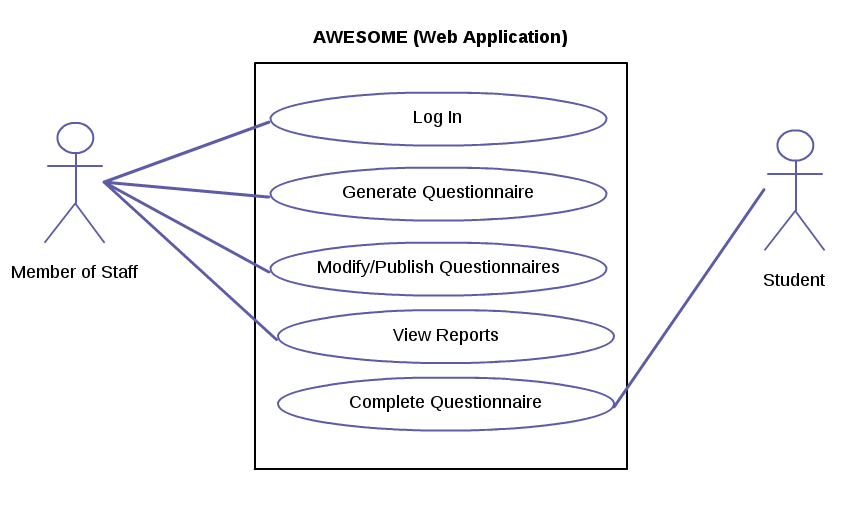 AWESOME (Web Application)
Log In
Generate Questionnaire
Modify/Publish Questionnaires
View Reports
Complete Questionnaire
Member of Staff
Student